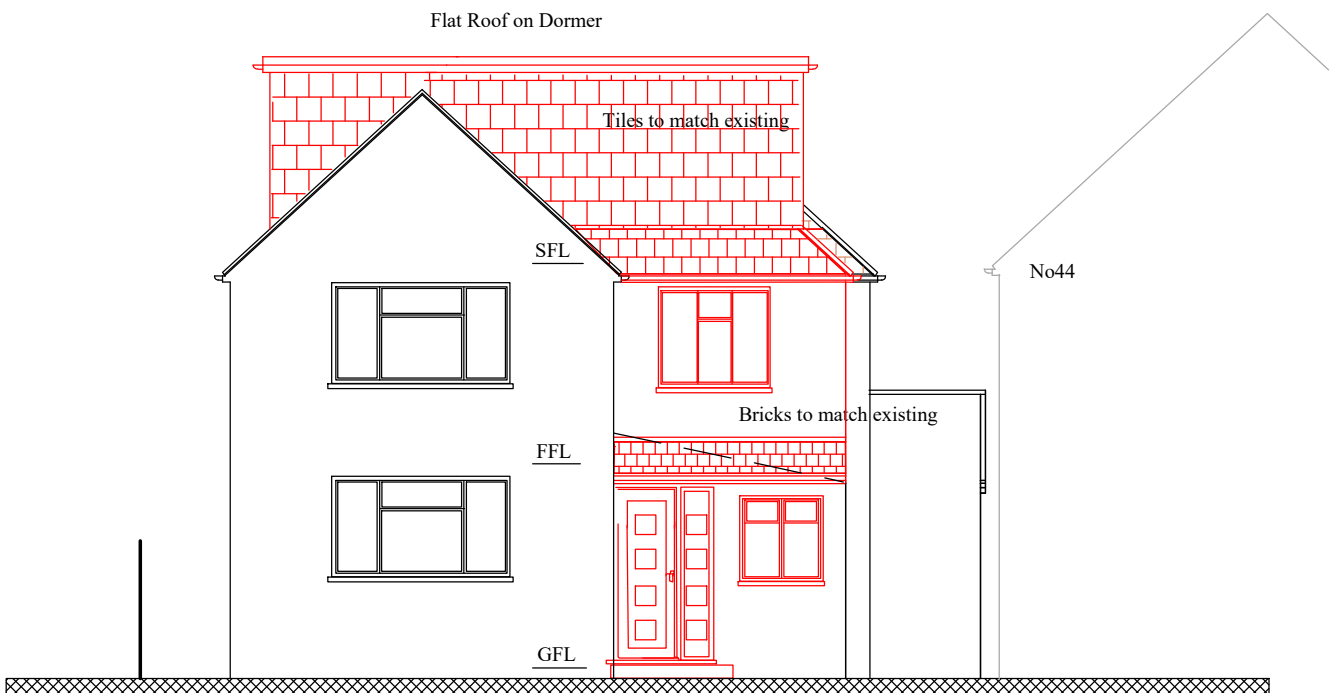 Flat Roof on Dormer
Tiles to match existing
SFL
No44
Bricks to match existing
FFL
GFL